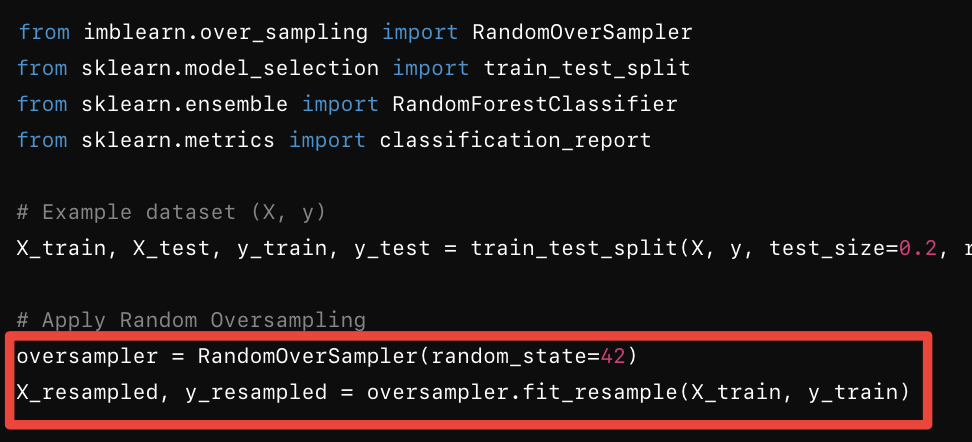 from imblearn.over_sampling import RandomOverSampler
from sklearn.model_selection import train_test_split
from sklearn.ensemble import RandomForestClassifier
from sklearn.metrics import classification_report
# Example dataset (X, y)
X_train, X_test, y_train, y_test = train_test_split(X, y, test_size=0.2,
# Apply Random Oversampling
oversampler = RandomOverSampler(random_state=42)
X_resampled, y_resampled = oversampler.fit_resample(X_train, y_train)